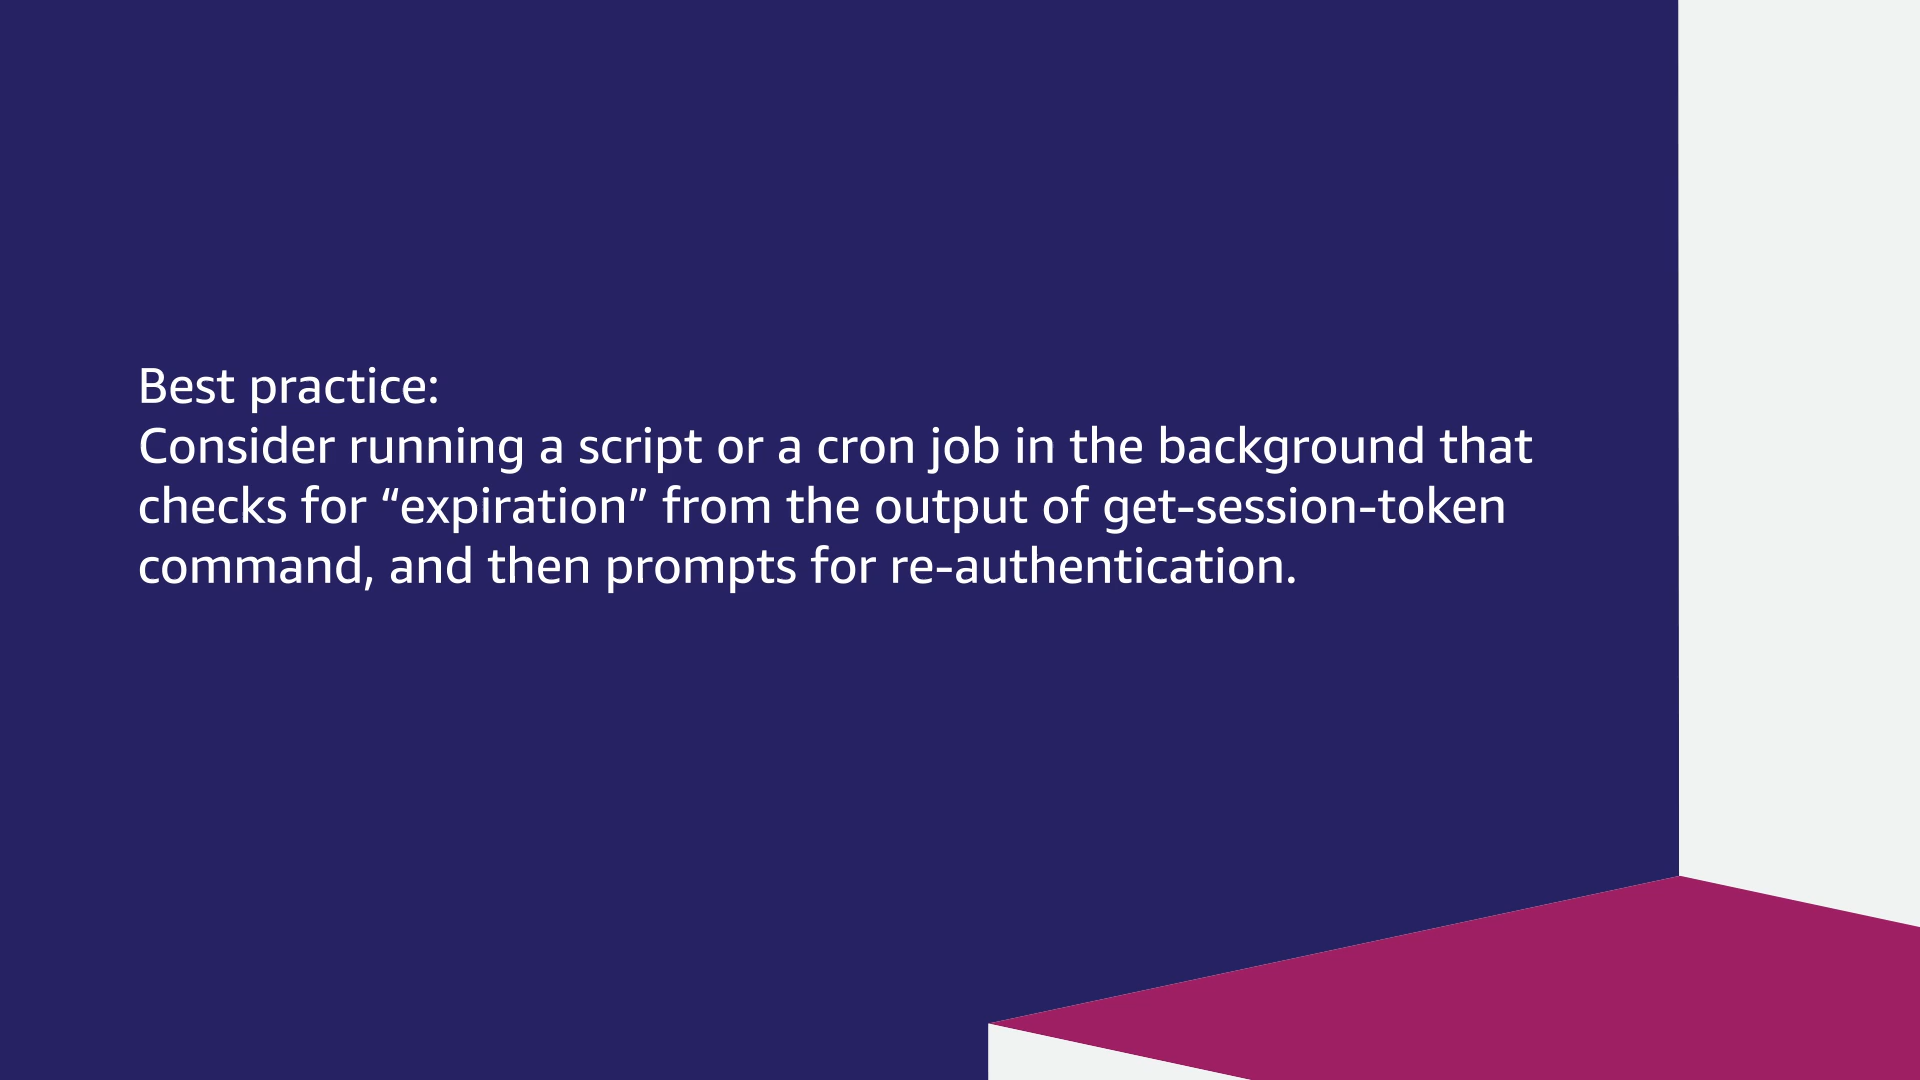 Best practice:
Consider running a script or a cron job in the background that
checks for “expiration” from the output of get-session-token
command, and then prompts for re-authentication.